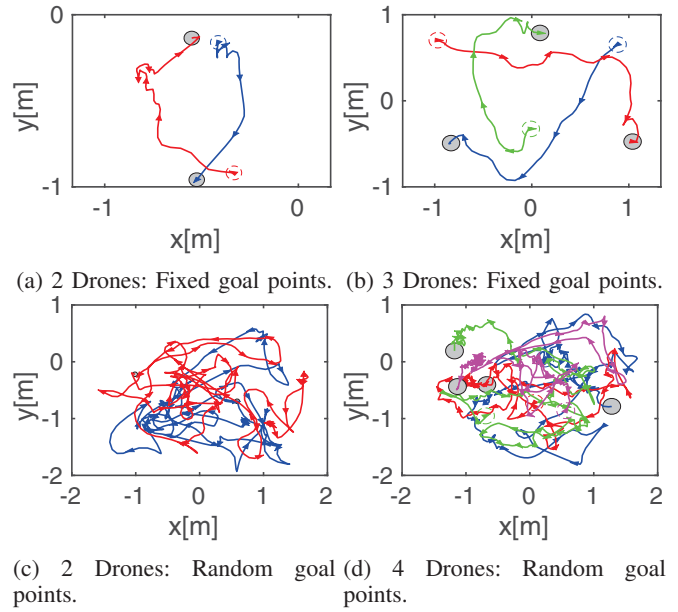 0
y[m]
-1
-1
0
x[m]
(a) 2 Drones: Fixed goal points.
1
y[m]
0
-1
-1
0
1
x[m]
(b) 3 Drones: Fixed goal points.
1
0
y[m]
-1
-2
-2
-1
0
1
2
x[m]
(c) 2 Drones: Random goal
points.
1
0
y[m]
-1
-2
-2
-1
0
1
2
x[m]
(d) 4 Drones: Random goal
points.